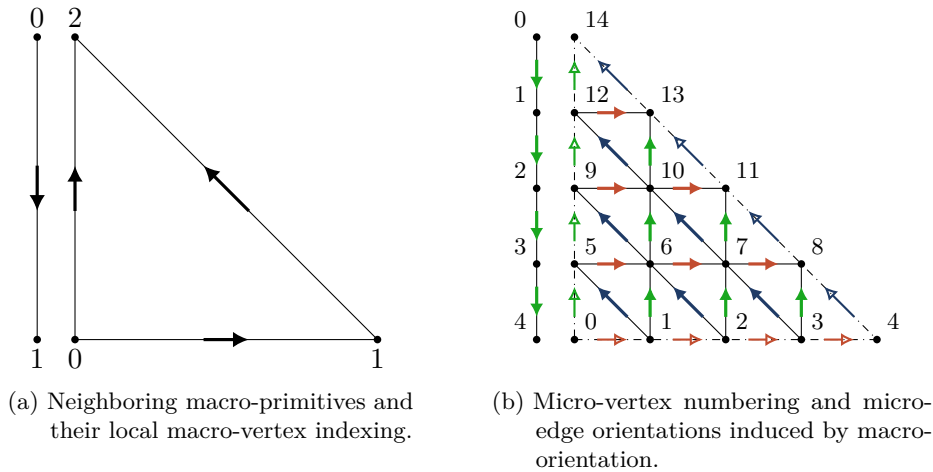 0 2
1 0 1
0 14
1 12 13
2 9 10 11
3 5 6 7 8
4 0 1 2 3 4
(a) Neighboring macro-primitives and
their local macro-vertex indexing.
(b) Micro-vertex numbering and micro-
edge orientations induced by macro-
orientation.